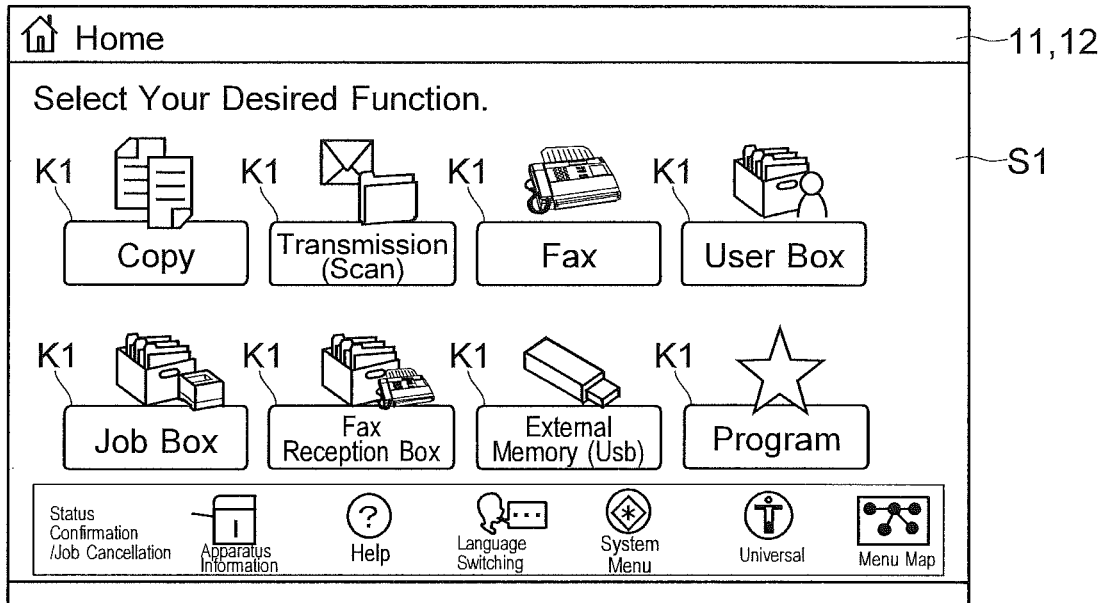 Home
11,12
Select Your Desired Function.
S1
K1 K1 K1 K1
Copy
Transmission
(Scan)
Fax
User Box
K1 K1 K1 K1
Job Box
Fax
Reception Box
External
Memory (Usb)
Program
Status
Confirmation
/Job Cancellation
Apparatus
Information
?
Help
Language
Switching
System
Menu
Universal
Menu Map